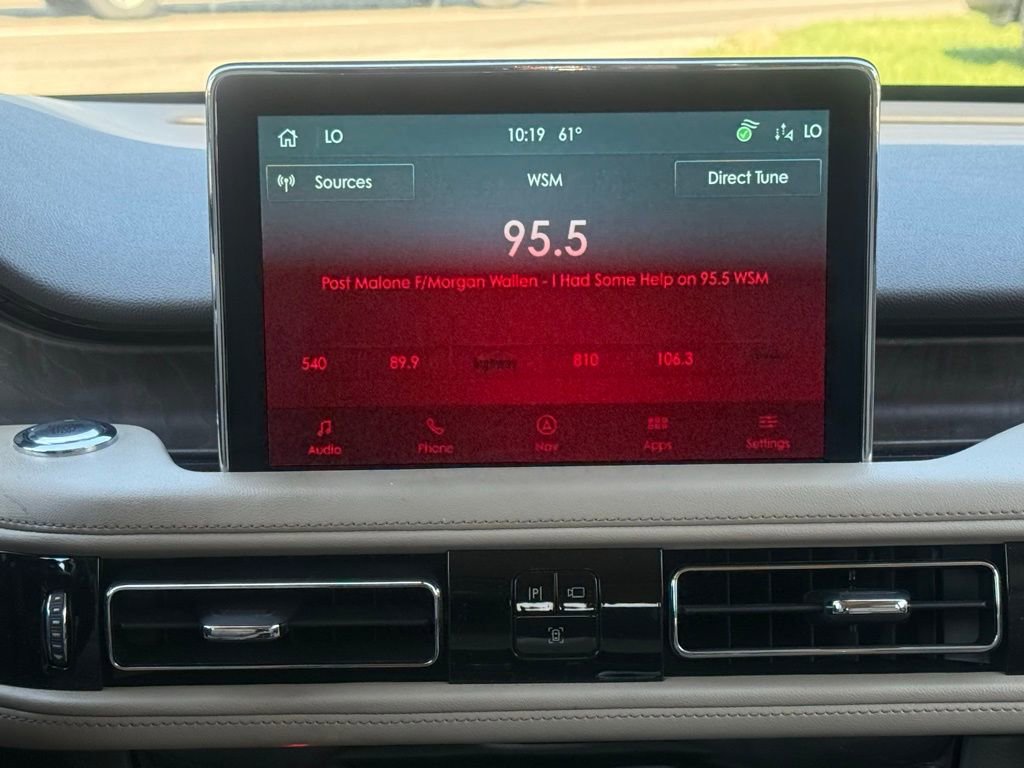 LO 10:19 61° LO
Sources WSM Direct Tune
95.5
Post Malone F/Morgan Wallen - I Had Some Help on 95.5 WSM
540 89.9 810 106.3
Audio Phone Nav Apps Settings
|P|